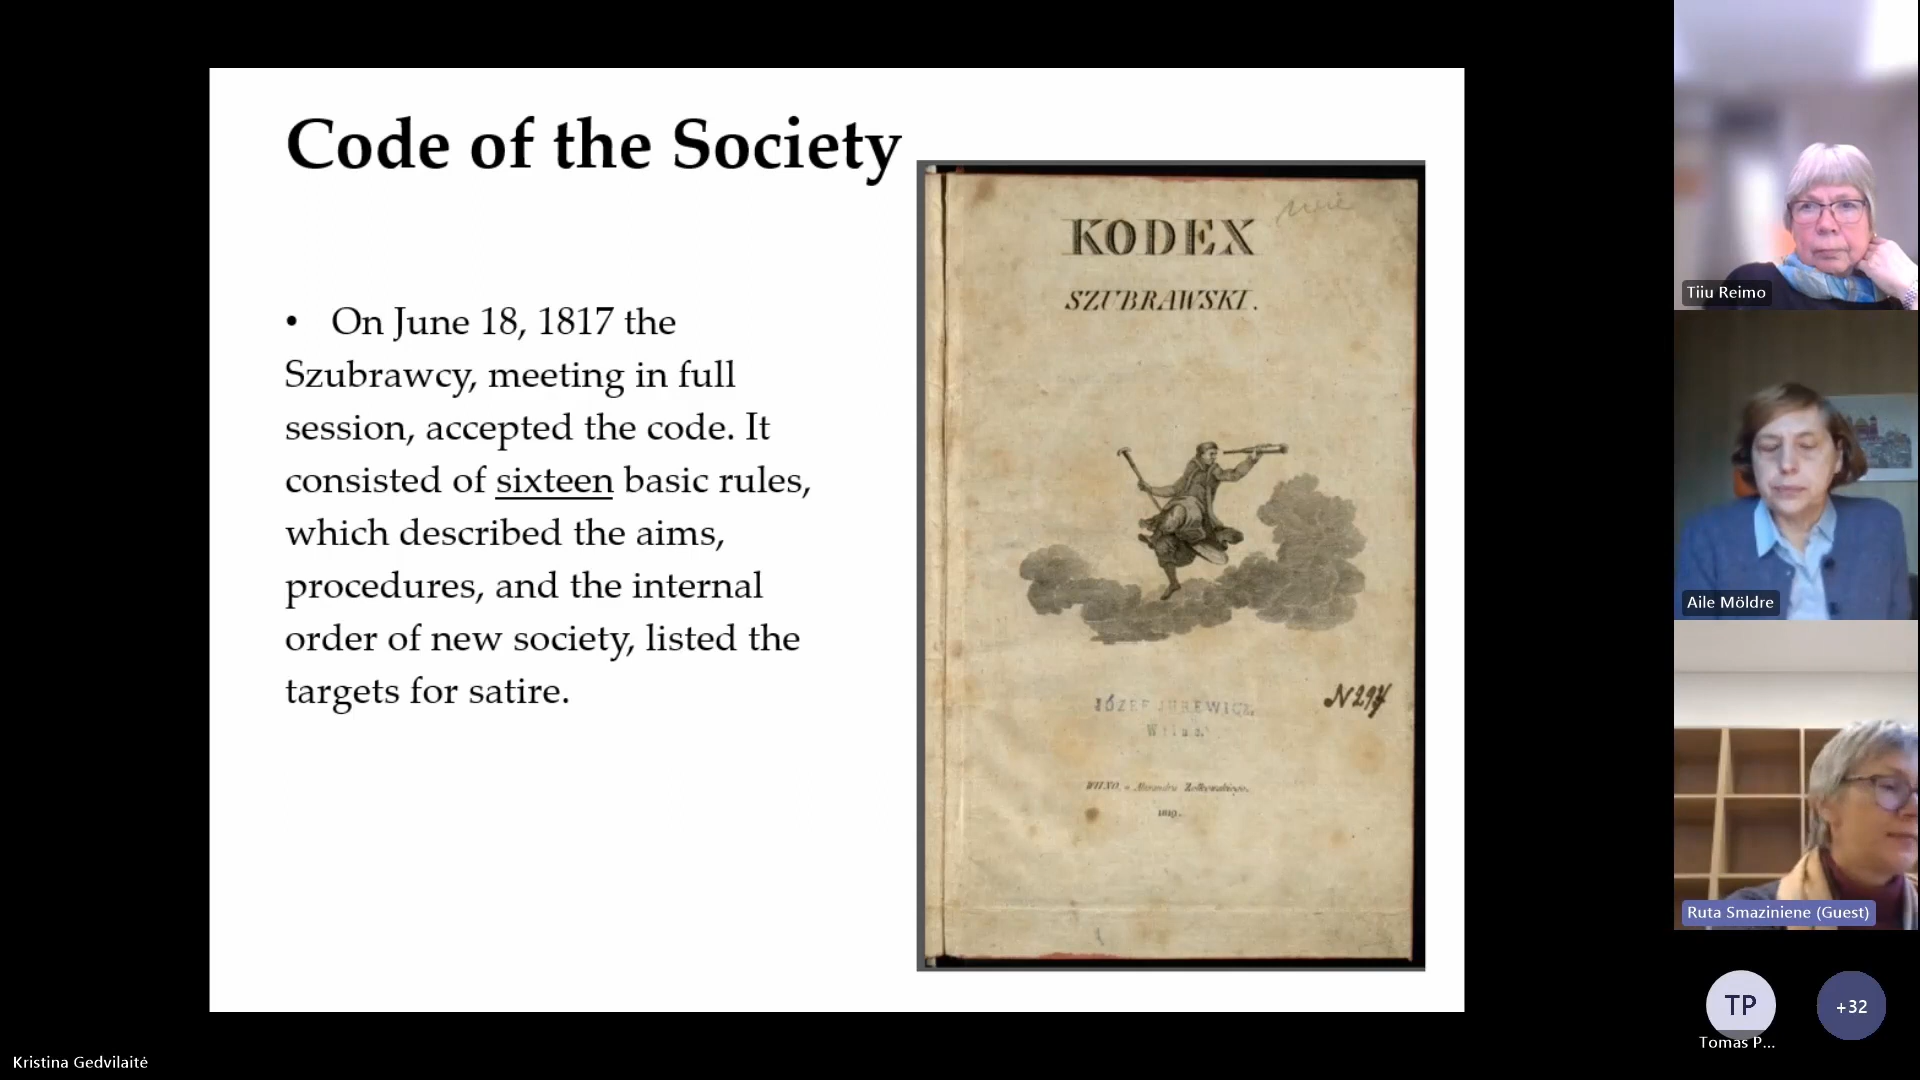 Code of the Society
• On June 18, 1817 the
Szubrawcy, meeting in full
session, accepted the code. It
consisted of sixteen basic rules,
which described the aims,
procedures, and the internal
order of new society, listed the
targets for satire.
KODEX
SZUBRAWSKI.
N 297
JÓZEF JUREWICZ,
Wilno.
WILNO, w Alexandra Żołkowskiego.
1819.
Tiiu Reimo
Aile Möldre
Ruta Smaziniene (Guest)
TP
+32
Tomas P...
Kristina Gedvilaitė